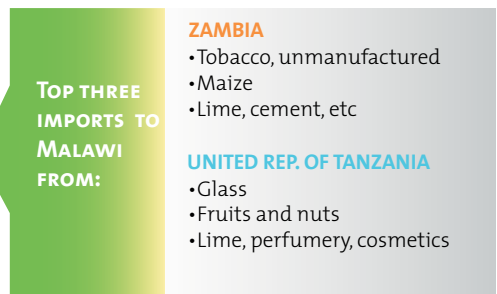 TOP THREE
IMPORTS TO
MALAWI
FROM:
ZAMBIA
•Tobacco, unmanufactured
•Maize
•Lime, cement, etc
UNITED REP. OF TANZANIA
•Glass
•Fruits and nuts
•Lime, perfumery, cosmetics